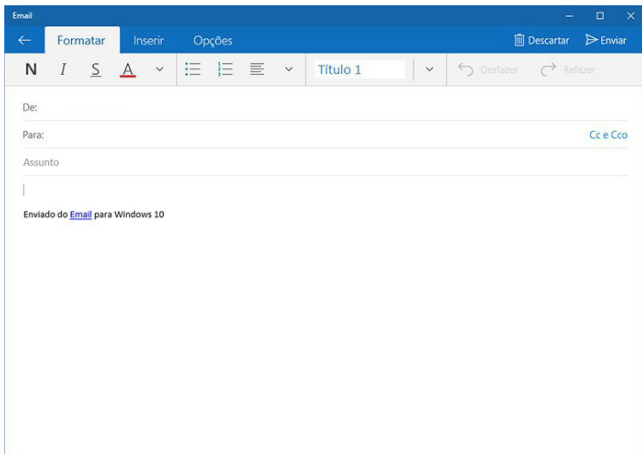 Email
Formatar Inserir Opções Descartar Enviar
N I S A Título 1 Desfazer Refazer
De:
Para: Cc e Cco
Assunto
Enviado do Email para Windows 10